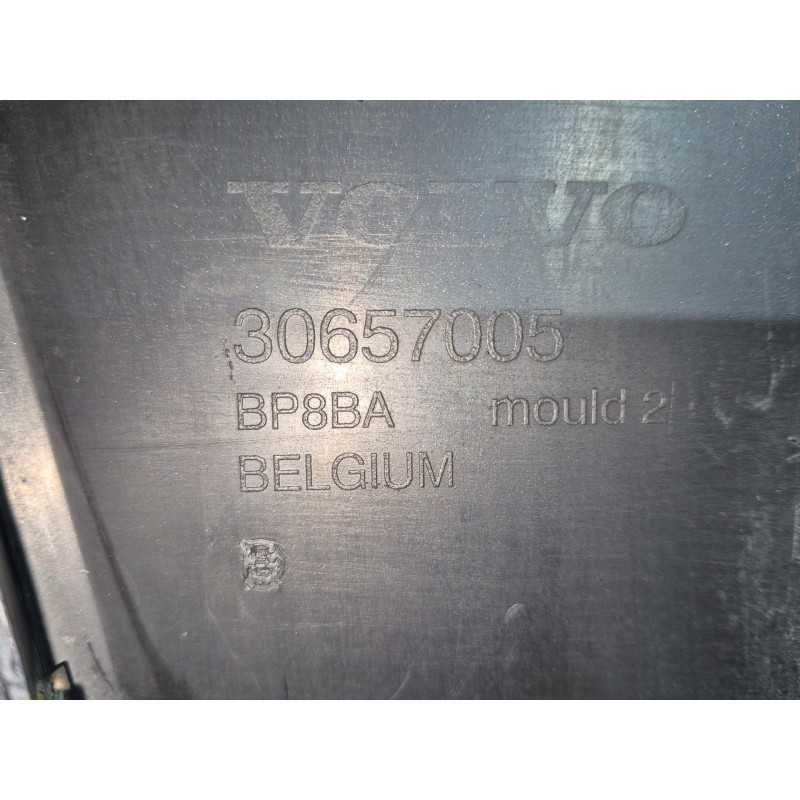 VOLVO
30657005
BP8BA mould 2
BELGIUM
B